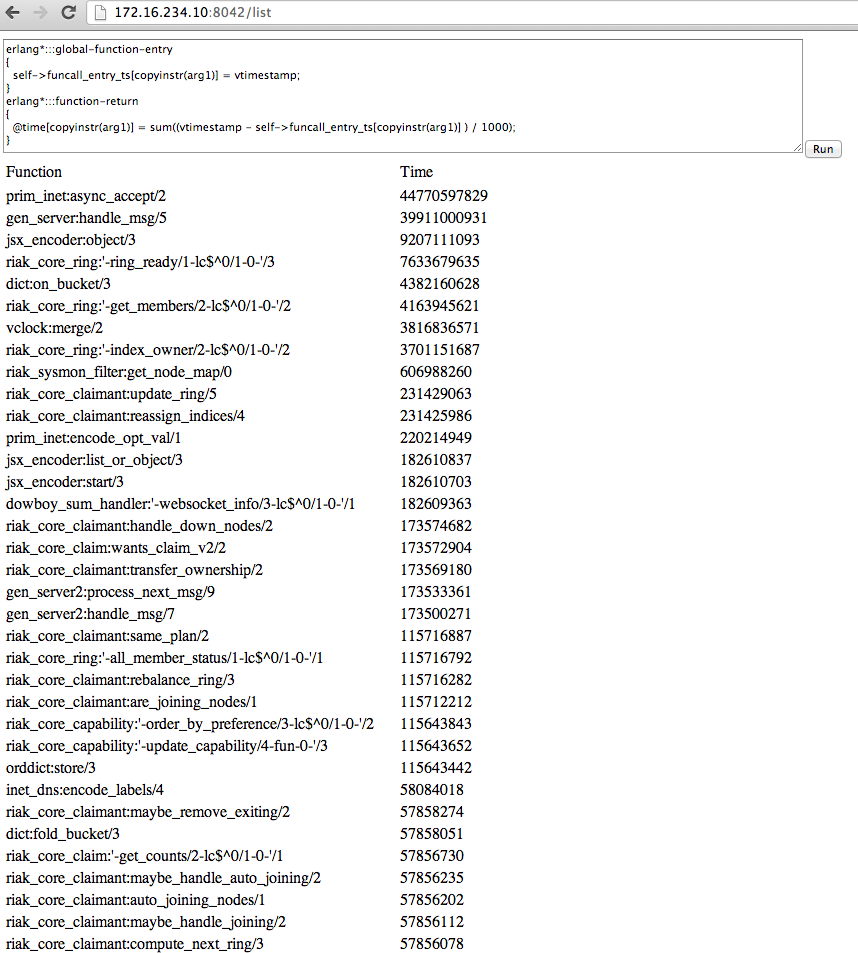 172.16.234.10:8042/list
erlang*:::global-function-entry
{
self->funcall_entry_ts[copyinstr(arg1)] = vtimestamp;
}
erlang*:::function-return
{
@time[copyinstr(arg1)] = sum((vtimestamp - self->funcall_entry_ts[copyinstr(arg1)] ) / 1000);
}
Run
Function Time
prim_inet:async_accept/2 44770597829
gen_server:handle_msg/5 39911000931
jsx_encoder:object/3 9207111093
riak_core_ring:'-ring_ready/1-lc$^0/1-0-'/3 7633679635
dict:on_bucket/3 4382160628
riak_core_ring:'-get_members/2-lc$^0/1-0-'/2 4163945621
vclock:merge/2 3816836571
riak_core_ring:'-index_owner/2-lc$^0/1-0-'/2 3701151687
riak_sysmon_filter:get_node_map/0 606988260
riak_core_claimant:update_ring/5 231429063
riak_core_claimant:reassign_indices/4 231425986
prim_inet:encode_opt_val/1 220214949
jsx_encoder:list_or_object/3 182610837
jsx_encoder:start/3 182610703
dowboy_sum_handler:'-websocket_info/3-lc$^0/1-0-'/1 182609363
riak_core_claimant:handle_down_nodes/2 173574682
riak_core_claim:wants_claim_v2/2 173572904
riak_core_claimant:transfer_ownership/2 173569180
gen_server2:process_next_msg/9 173533361
gen_server2:handle_msg/7 173500271
riak_core_claimant:same_plan/2 115716887
riak_core_ring:'-all_member_status/1-lc$^0/1-0-'/1 115716792
riak_core_claimant:rebalance_ring/3 115716282
riak_core_claimant:are_joining_nodes/1 115712212
riak_core_capability:'-order_by_preference/3-lc$^0/1-0-'/2 115643843
riak_core_capability:'-update_capability/4-fun-0-'/3 115643652
orddict:store/3 115643442
inet_dns:encode_labels/4 58084018
riak_core_claimant:maybe_remove_exiting/2 57858274
dict:fold_bucket/3 57858051
riak_core_claim:'-get_counts/2-lc$^0/1-0-'/1 57856730
riak_core_claimant:maybe_handle_auto_joining/2 57856235
riak_core_claimant:auto_joining_nodes/1 57856202
riak_core_claimant:maybe_handle_joining/2 57856112
riak_core_claimant:compute_next_ring/3 57856078